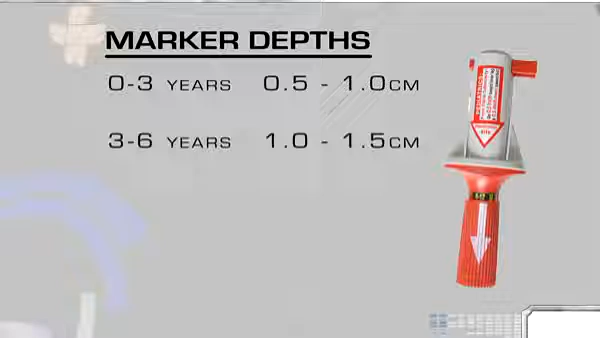 MARKER DEPTHS
0-3 YEARS 0.5 - 1.0CM
3-6 YEARS 1.0 - 1.5CM